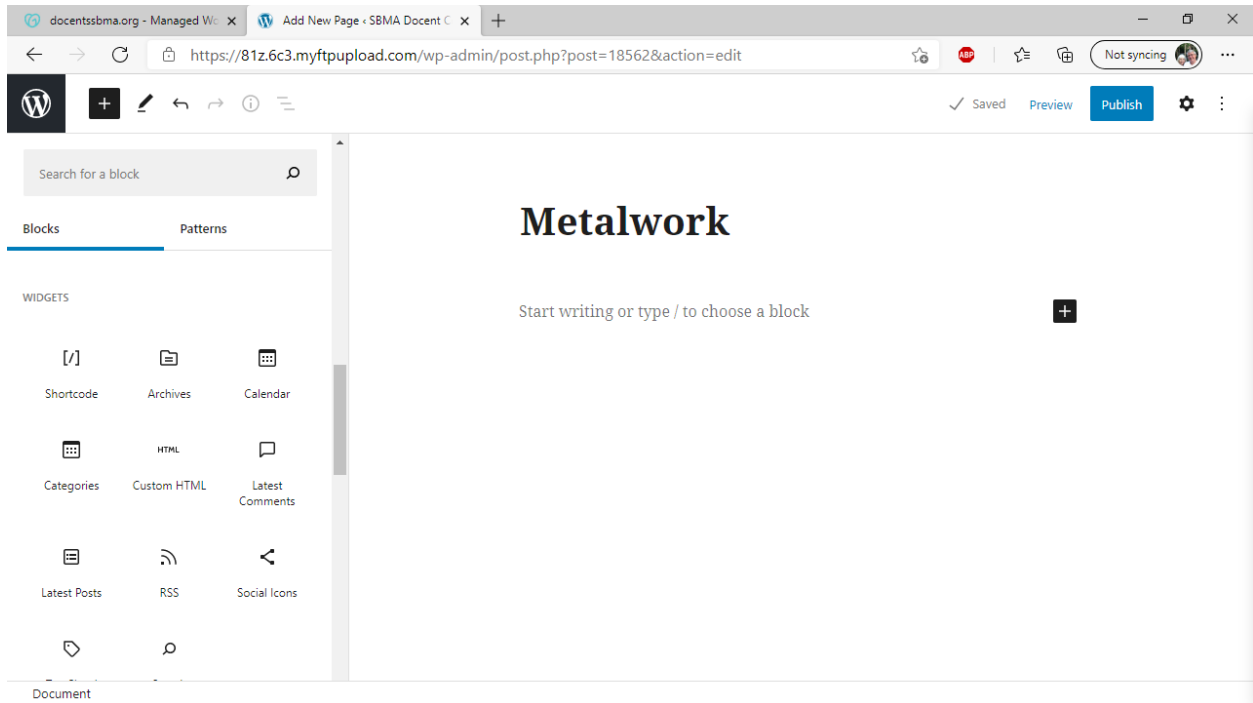 docentssbma.org - Managed Wc
Add New Page ‹ SBMA Docent C
https://81z.6c3.myftpupload.com/wp-admin/post.php?post=18562&action=edit
ABP
Not syncing
Saved
Preview
Publish
Search for a block
Blocks
Patterns
Metalwork
WIDGETS
Start writing or type / to choose a block
[/]
Shortcode
Archives
Calendar
HTML
Categories
Custom HTML
Latest
Comments
Latest Posts
RSS
Social Icons
Document